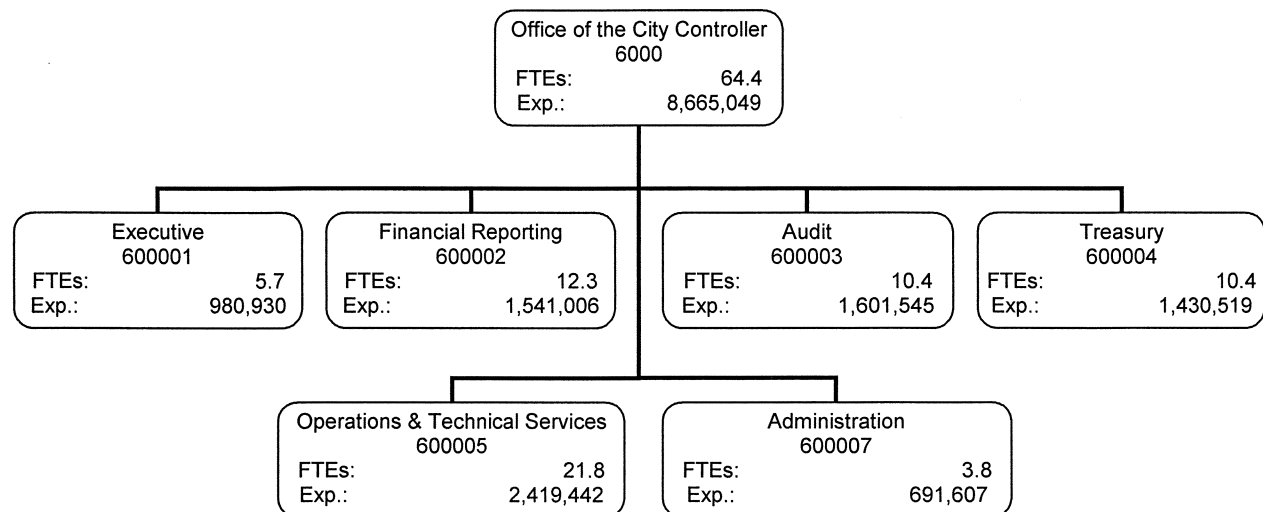 Office of the City Controller
6000
FTEs: 64.4
Exp.: 8,665,049
Executive
600001
FTEs: 5.7
Exp.: 980,930
Financial Reporting
600002
FTEs: 12.3
Exp.: 1,541,006
Audit
600003
FTEs: 10.4
Exp.: 1,601,545
Treasury
600004
FTEs: 10.4
Exp.: 1,430,519
Operations & Technical Services
600005
FTEs: 21.8
Exp.: 2,419,442
Administration
600007
FTEs: 3.8
Exp.: 691,607